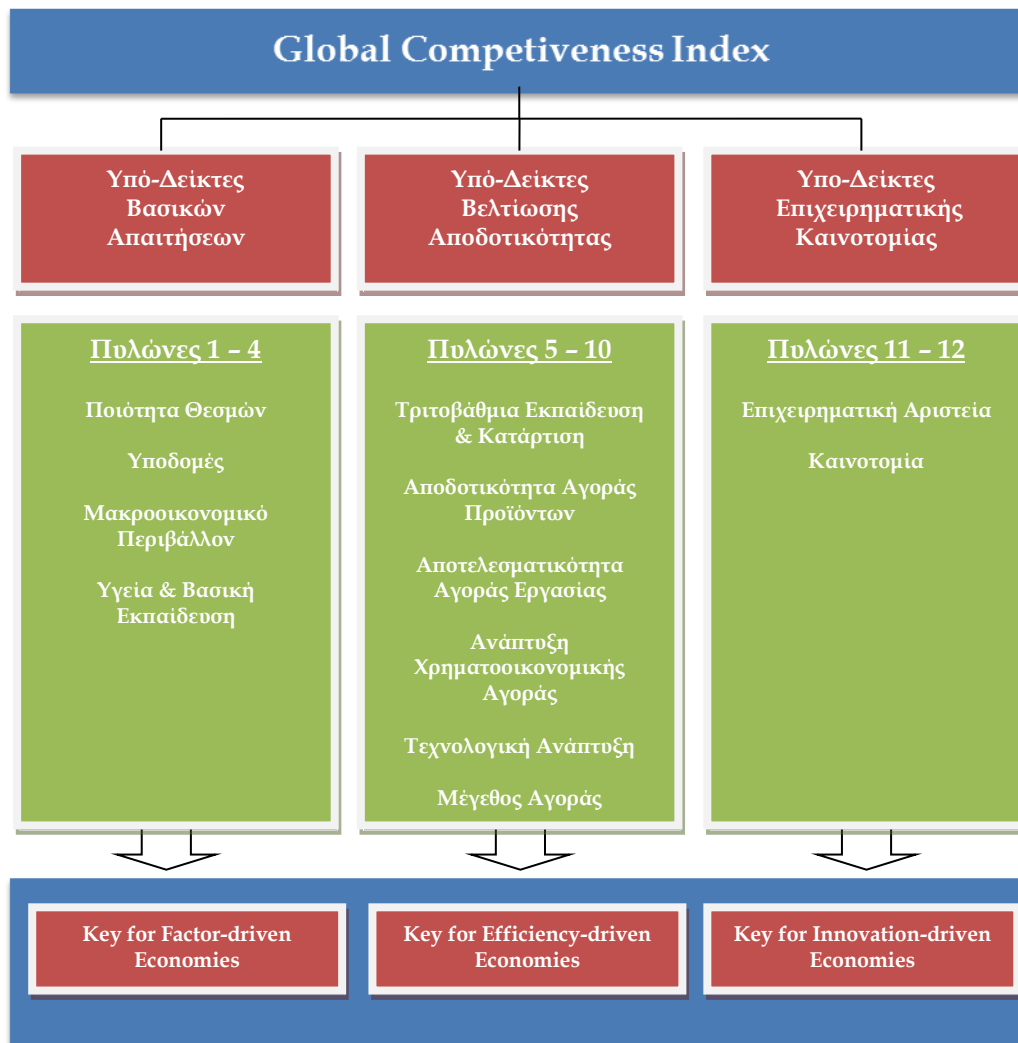 Global Competiveness Index
Υπό-Δείκτες
Βασικών
Απαιτήσεων
Υπό-Δείκτες
Βελτίωσης
Αποδοτικότητας
Υπο-Δείκτες
Επιχειρηματικής
Καινοτομίας
Πυλώνες 1 – 4
Ποιότητα Θεσμών
Υποδομές
Μακροοικονομικό
Περιβάλλον
Υγεία & Βασική
Εκπαίδευση
Πυλώνες 5 – 10
Τριτοβάθμια Εκπαίδευση
& Κατάρτιση
Αποδοτικότητα Αγοράς
Προϊόντων
Αποτελεσματικότητα
Αγοράς Εργασίας
Ανάπτυξη
Χρηματοοικονομικής
Αγοράς
Τεχνολογική Ανάπτυξη
Μέγεθος Αγοράς
Πυλώνες 11 – 12
Επιχειρηματική Αριστεία
Καινοτομία
Key for Factor-driven
Economies
Key for Efficiency-driven
Economies
Key for Innovation-driven
Economies